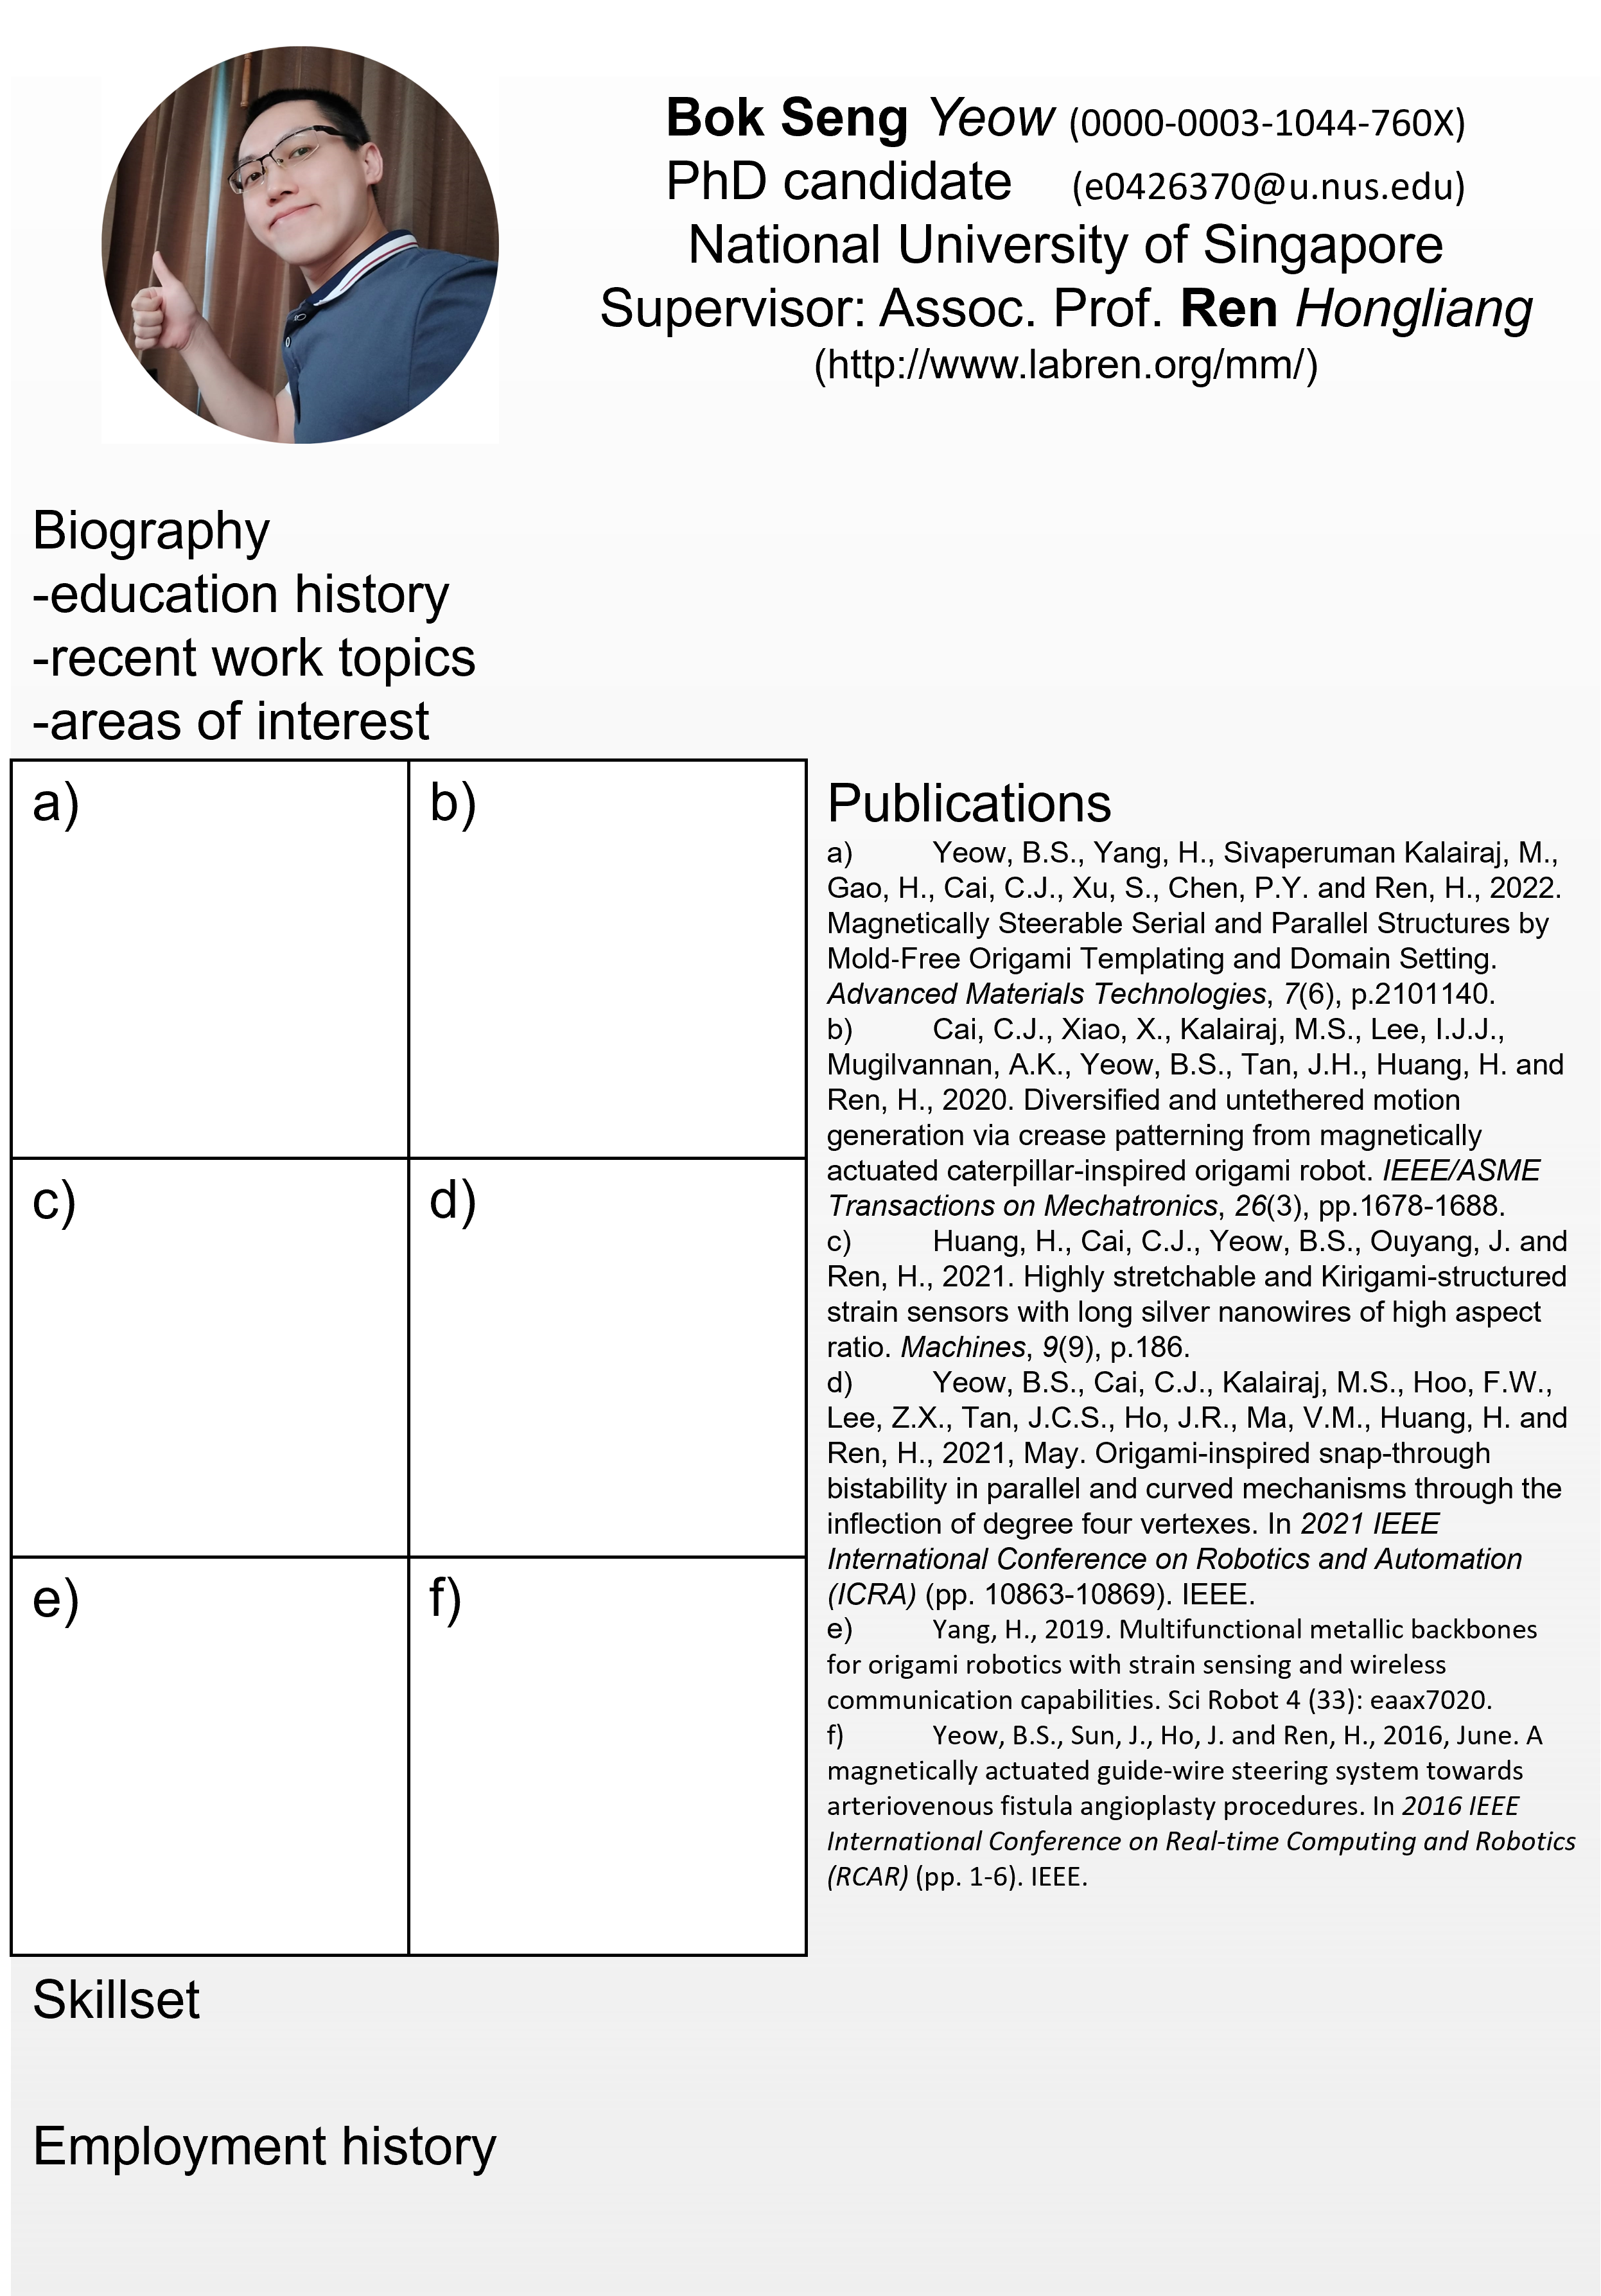 Bok Seng Yeow (0000-0003-1044-760X)
PhD candidate (e0426370@u.nus.edu)
National University of Singapore
Supervisor: Assoc. Prof. Ren Hongliang
(http://www.labren.org/mm/)
Biography
-education history
-recent work topics
-areas of interest
a)
b)
c)
d)
e)
f)
Publications
a) Yeow, B.S., Yang, H., Sivaperuman Kalairaj, M.,
Gao, H., Cai, C.J., Xu, S., Chen, P.Y. and Ren, H., 2022.
Magnetically Steerable Serial and Parallel Structures by
Mold-Free Origami Templating and Domain Setting.
Advanced Materials Technologies, 7(6), p.2101140.
b) Cai, C.J., Xiao, X., Kalairaj, M.S., Lee, I.J.J.,
Mugilvannan, A.K., Yeow, B.S., Tan, J.H., Huang, H. and
Ren, H., 2020. Diversified and untethered motion
generation via crease patterning from magnetically
actuated caterpillar-inspired origami robot. IEEE/ASME
Transactions on Mechatronics, 26(3), pp.1678-1688.
c) Huang, H., Cai, C.J., Yeow, B.S., Ouyang, J. and
Ren, H., 2021. Highly stretchable and Kirigami-structured
strain sensors with long silver nanowires of high aspect
ratio. Machines, 9(9), p.186.
d) Yeow, B.S., Cai, C.J., Kalairaj, M.S., Hoo, F.W.,
Lee, Z.X., Tan, J.C.S., Ho, J.R., Ma, V.M., Huang, H. and
Ren, H., 2021, May. Origami-inspired snap-through
bistability in parallel and curved mechanisms through the
inflection of degree four vertexes. In 2021 IEEE
International Conference on Robotics and Automation
(ICRA) (pp. 10863-10869). IEEE.
e) Yang, H., 2019. Multifunctional metallic backbones
for origami robotics with strain sensing and wireless
communication capabilities. Sci Robot 4 (33): eaax7020.
f) Yeow, B.S., Sun, J., Ho, J. and Ren, H., 2016, June. A
magnetically actuated guide-wire steering system towards
arteriovenous fistula angioplasty procedures. In 2016 IEEE
International Conference on Real-time Computing and Robotics
(RCAR) (pp. 1-6). IEEE.
Skillset
Employment history